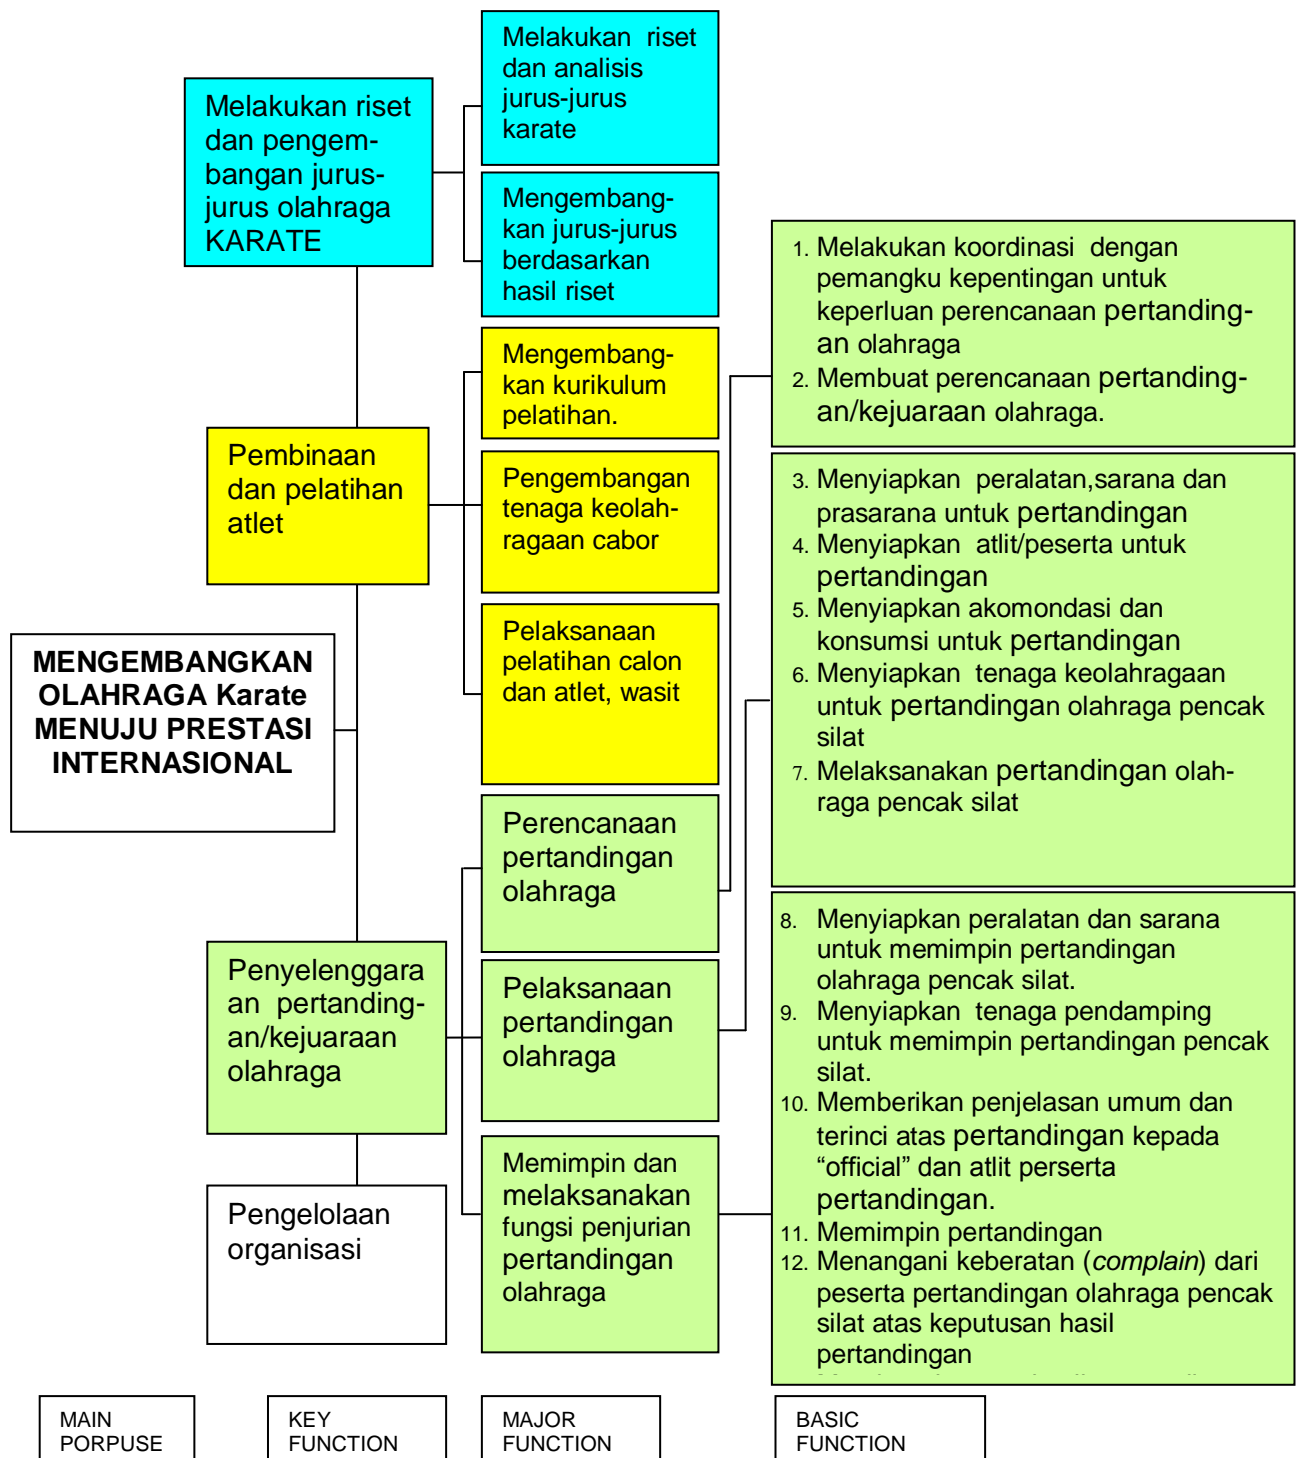 MENGEMBANGKAN
OLAHRAGA Karate
MENUJU PRESTASI
INTERNASIONAL
Melakukan riset
dan pengem-
bangan jurus-
jurus olahraga
KARATE
Pembinaan
dan pelatihan
atlet
Penyelenggara
an pertanding-
an/kejuaraan
olahraga
Pengelolaan
organisasi
Melakukan riset
dan analisis
jurus-jurus
karate
Mengembang-
kan jurus-jurus
berdasarkan
hasil riset
Mengembang-
kan kurikulum
pelatihan.
Pengembangan
tenaga keolah-
ragaan cabor
Pelaksanaan
pelatihan calon
dan atlet, wasit
Perencanaan
pertandingan
olahraga
Pelaksanaan
pertandingan
olahraga
Memimpin dan
melaksanakan
fungsi penjurian
pertandingan
olahraga
1. Melakukan koordinasi dengan
pemangku kepentingan untuk
keperluan perencanaan pertanding-
an olahraga
2. Membuat perencanaan pertanding-
an/kejuaraan olahraga.
3. Menyiapkan peralatan,sarana dan
prasarana untuk pertandingan
4. Menyiapkan atlit/peserta untuk
pertandingan
5. Menyiapkan akomondasi dan
konsumsi untuk pertandingan
6. Menyiapkan tenaga keolahragaan
untuk pertandingan olahraga pencak
silat
7. Melaksanakan pertandingan olah-
raga pencak silat
8. Menyiapkan peralatan dan sarana
untuk memimpin pertandingan
olahraga pencak silat.
9. Menyiapkan tenaga pendamping
untuk memimpin pertandingan pencak
silat.
10. Memberikan penjelasan umum dan
terinci atas pertandingan kepada
“official” dan atlit perserta
pertandingan.
11. Memimpin pertandingan
12. Menangani keberatan (complain) dari
peserta pertandingan olahraga pencak
silat atas keputusan hasil
pertandingan
MAIN
PORPUSE
KEY
FUNCTION
MAJOR
FUNCTION
BASIC
FUNCTION